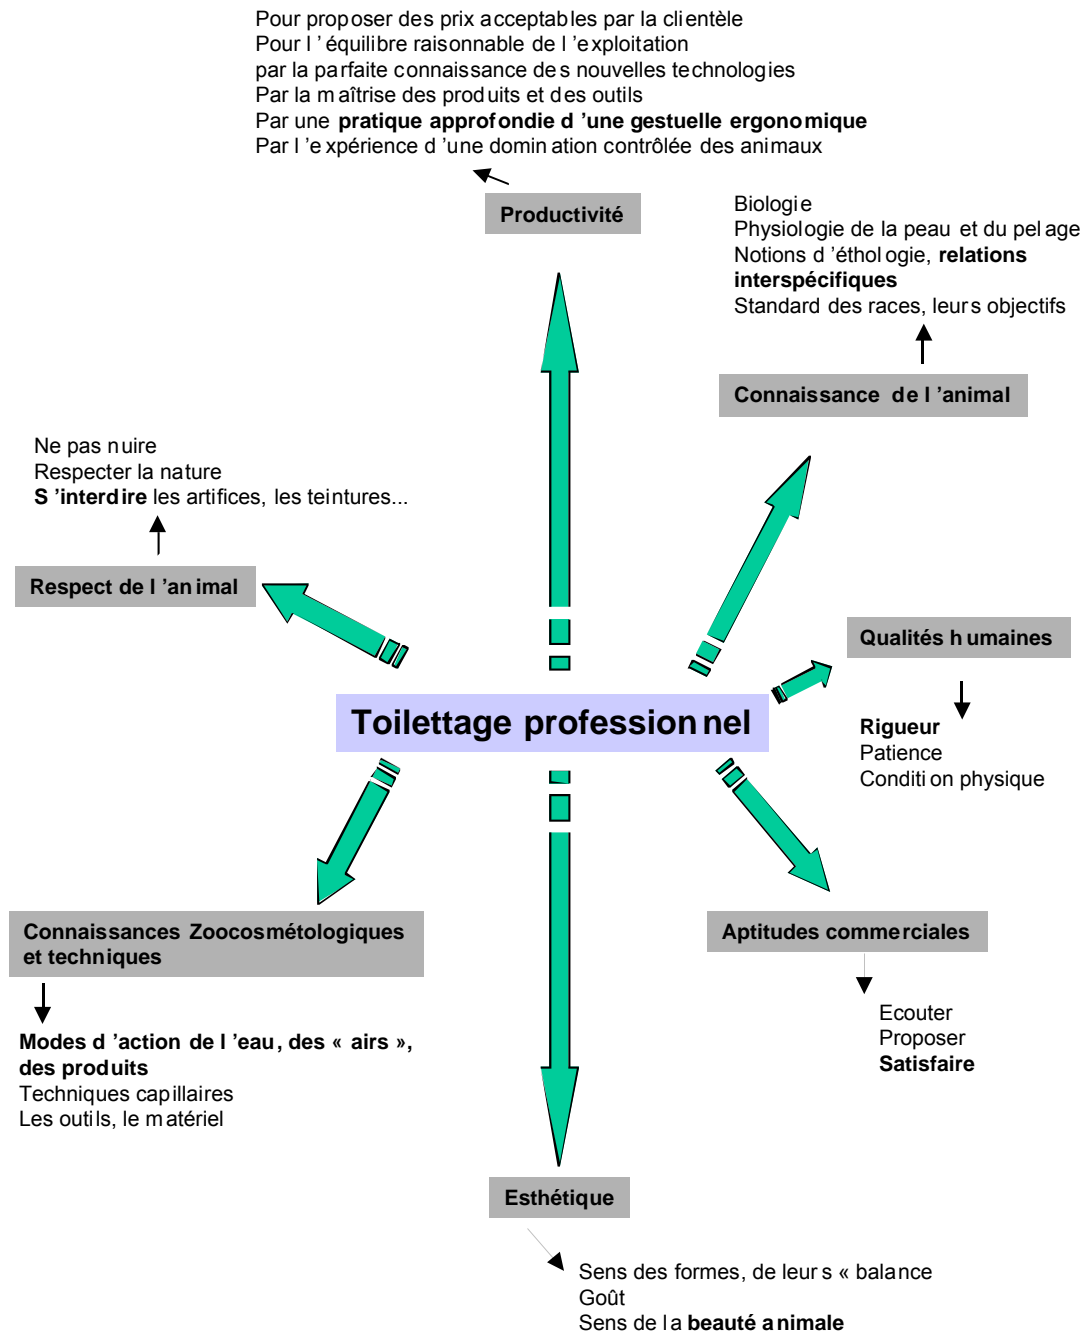 Pour proposer des prix acceptables par la clientèle
Pour l 'équilibre raisonnable de l 'exploitation
par la parfaite connaissance des nouvelles technologies
Par la maîtrise des produits et des outils
Par une pratique approfondie d 'une gestuelle ergonomique
Par l 'expérience d 'une domination contrôlée des animaux
Productivité
Biologie
Physiologie de la peau et du pelage
Notions d 'éthologie, relations
interspécifiques
Standard des races, leurs objectifs
Connaissance de l 'animal
Ne pas nuire
Respecter la nature
S 'interdire les artifices, les teintures...
Respect de l 'animal
Qualités humaines
Rigueur
Patience
Condition physique
Toilettage professionnel
Connaissances Zoocosmétologiques
et techniques
Modes d 'action de l 'eau, des « airs »,
des produits
Techniques capillaires
Les outils, le matériel
Aptitudes commerciales
Ecouter
Proposer
Satisfaire
Esthétique
Sens des formes, de leurs « balance
Goût
Sens de la beauté animale